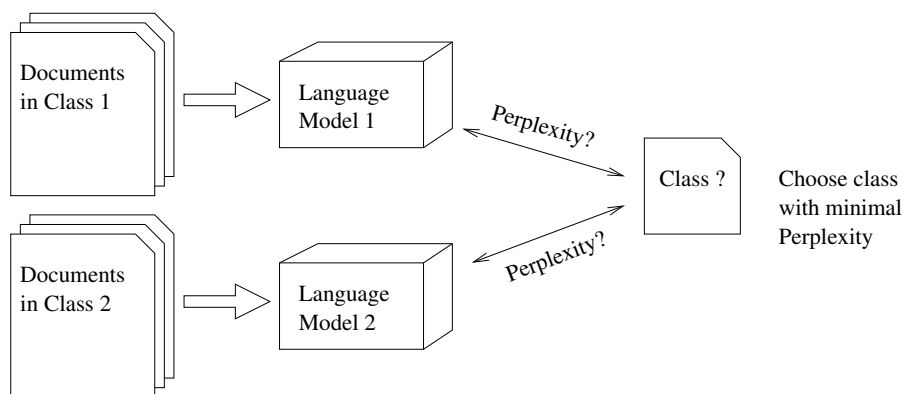 Documents
in Class 1
Language
Model 1
Perplexity?
Class ?
Choose class
with minimal
Perplexity
Documents
in Class 2
Language
Model 2
Perplexity?